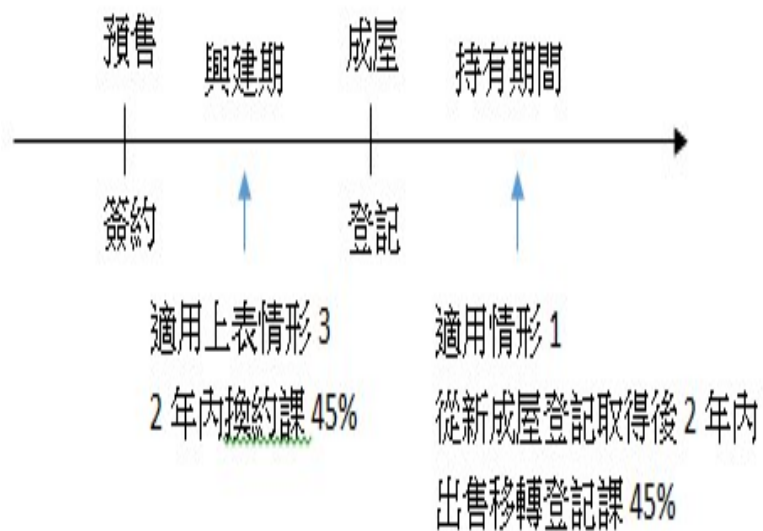 預售
興建期
成屋
持有期間
簽約
登記
適用上表情形 3
2 年內換約課 45%
適用情形 1
從新成屋登記取得後 2 年內
出售移轉登記課 45%